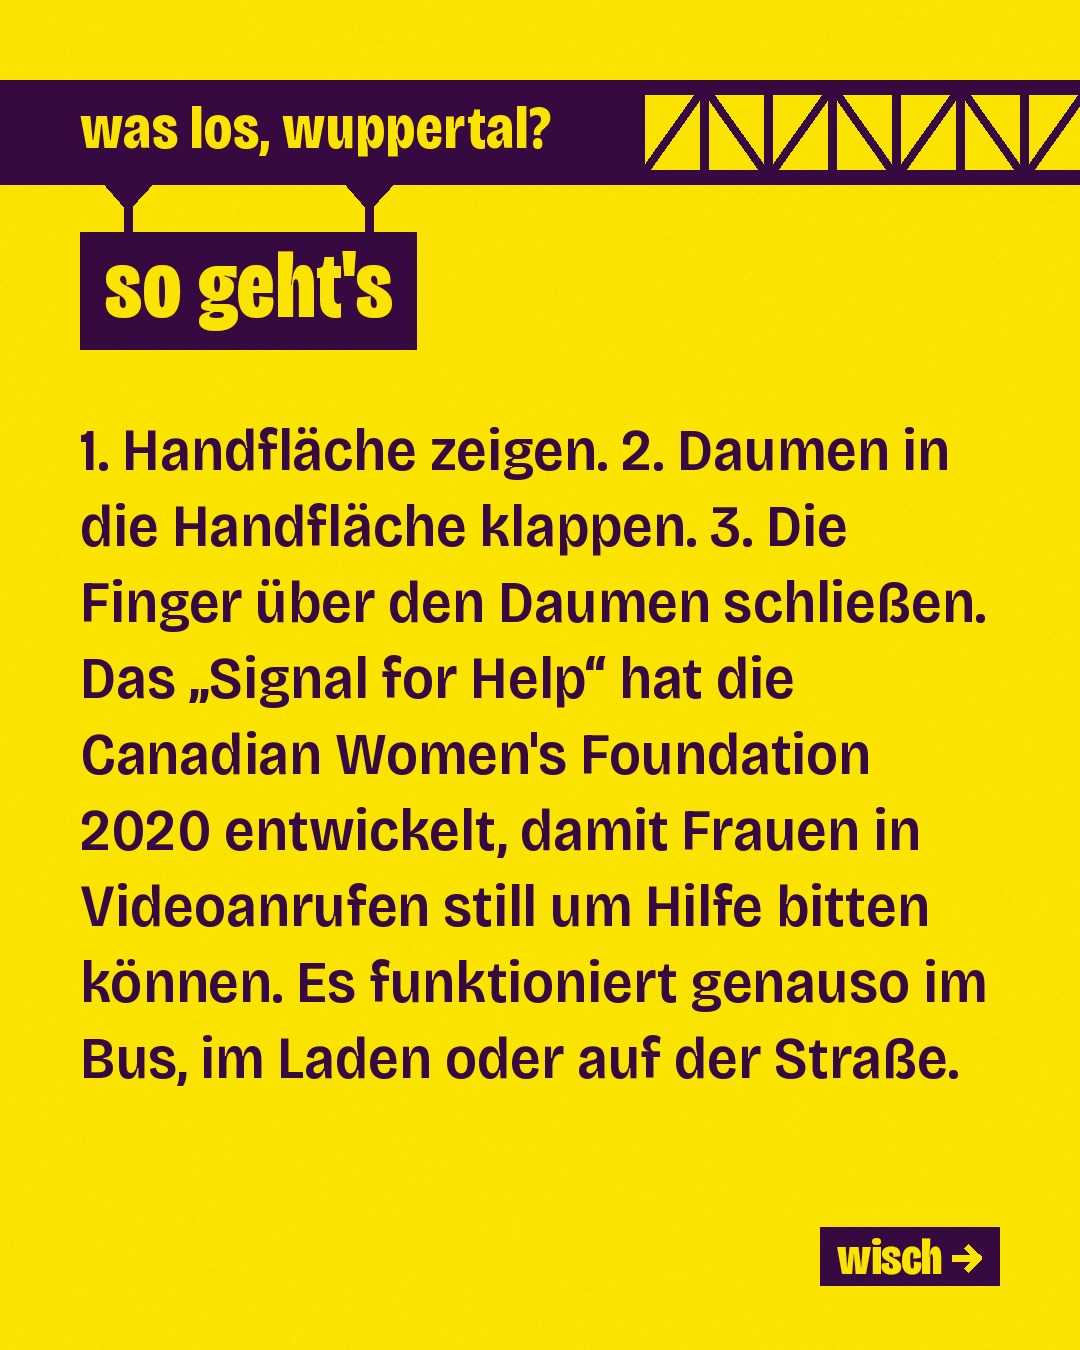 was los, wuppertal?
so geht's
1. Handfläche zeigen. 2. Daumen in
die Handfläche klappen. 3. Die
Finger über den Daumen schließen.
Das „Signal for Help“ hat die
Canadian Women's Foundation
2020 entwickelt, damit Frauen in
Videoanrufen still um Hilfe bitten
können. Es funktioniert genauso im
Bus, im Laden oder auf der Straße.
wisch →